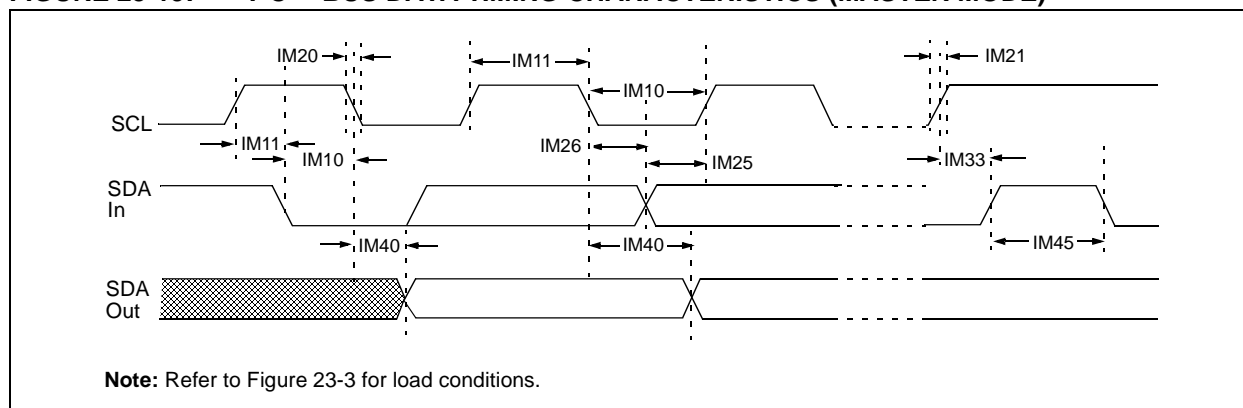 IM20
IM11
IM21
IM10
SCL
IM11
IM26
IM10
IM25
IM33
SDA
In
IM40
IM40
IM45
SDA
Out
Note: Refer to Figure 23-3 for load conditions.